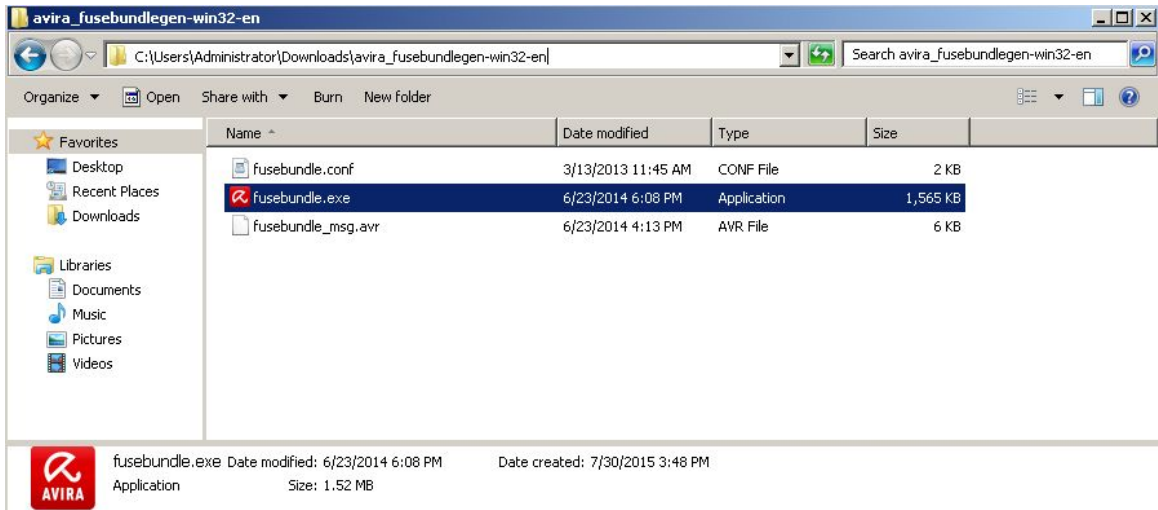 avira_fusebundlegen-win32-en
C:\Users\Administrator\Downloads\avira_fusebundlegen-win32-en
Search avira_fusebundlegen-win32-en
Organize Open Share with Burn New folder
Favorites
Desktop
Recent Places
Downloads
Libraries
Documents
Music
Pictures
Videos
Name Date modified Type Size
fusebundle.conf 3/13/2013 11:45 AM CONF File 2 KB
fusebundle.exe 6/23/2014 6:08 PM Application 1,565 KB
fusebundle_msg.avr 6/23/2014 4:13 PM AVR File 6 KB
AVIRA
fusebundle.exe Date modified: 6/23/2014 6:08 PM Date created: 7/30/2015 3:48 PM
Application Size: 1.52 MB